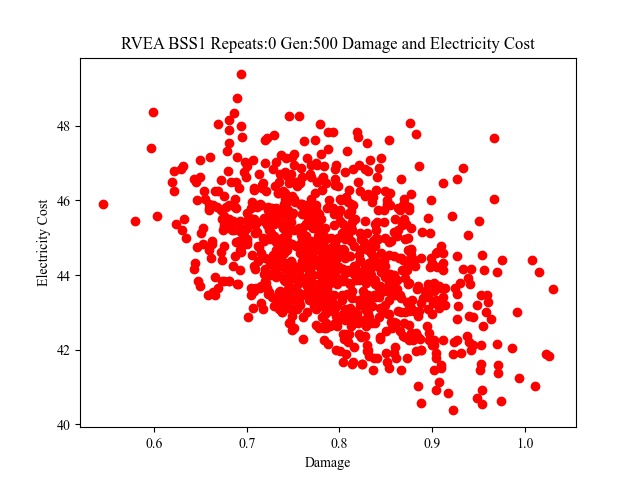 RVEA BSS1 Repeats:0 Gen:500 Damage and Electricity Cost
48
46
44
42
40
Electricity Cost
0.6 0.7 0.8 0.9 1.0
Damage